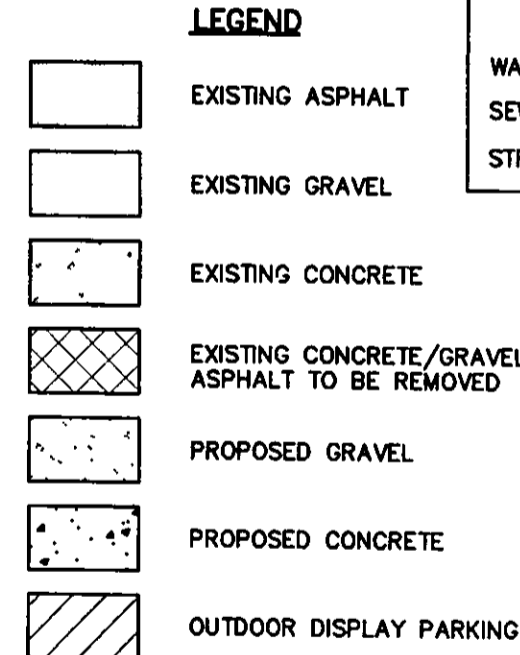 LEGEND
EXISTING ASPHALT
EXISTING GRAVEL
EXISTING CONCRETE
EXISTING CONCRETE/GRAVEL
ASPHALT TO BE REMOVED
PROPOSED GRAVEL
PROPOSED CONCRETE
OUTDOOR DISPLAY PARKING